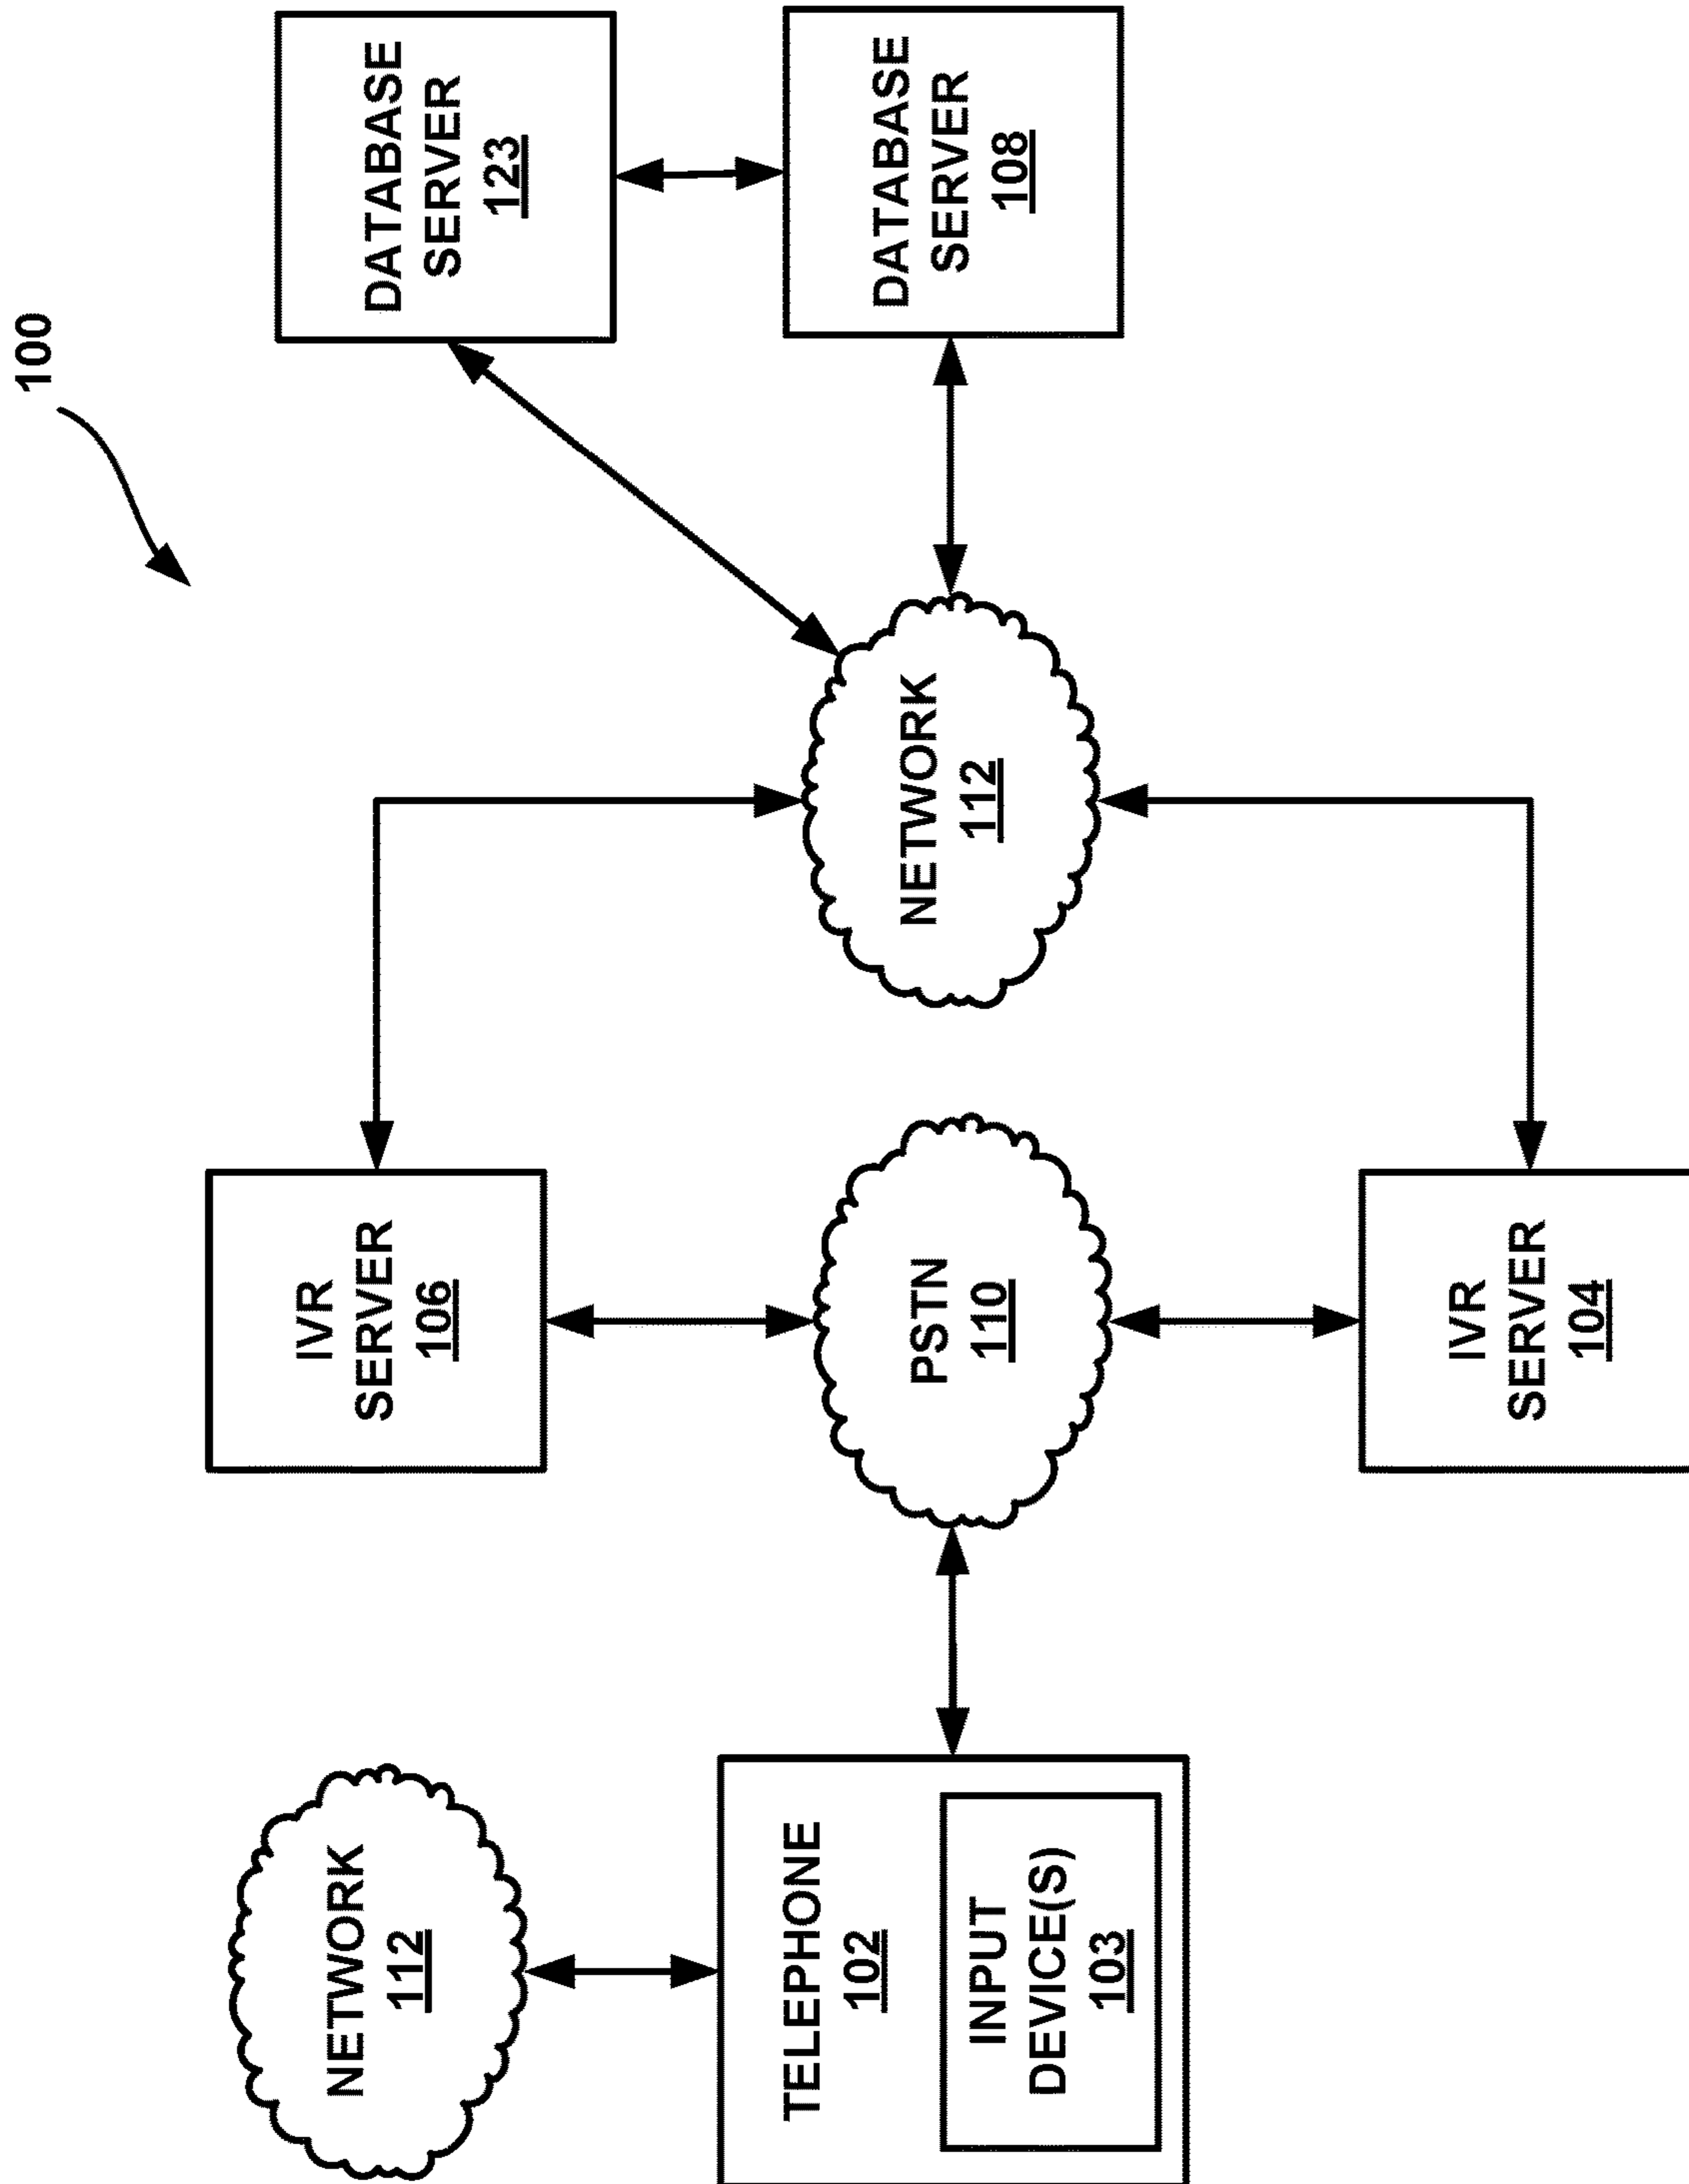 100
NETWORK
112
TELEPHONE
102
INPUT
DEVICE(S)
103
IVR
SERVER
106
PSTN
110
IVR
SERVER
104
NETWORK
112
DATABASE
SERVER
123
DATABASE
SERVER
108